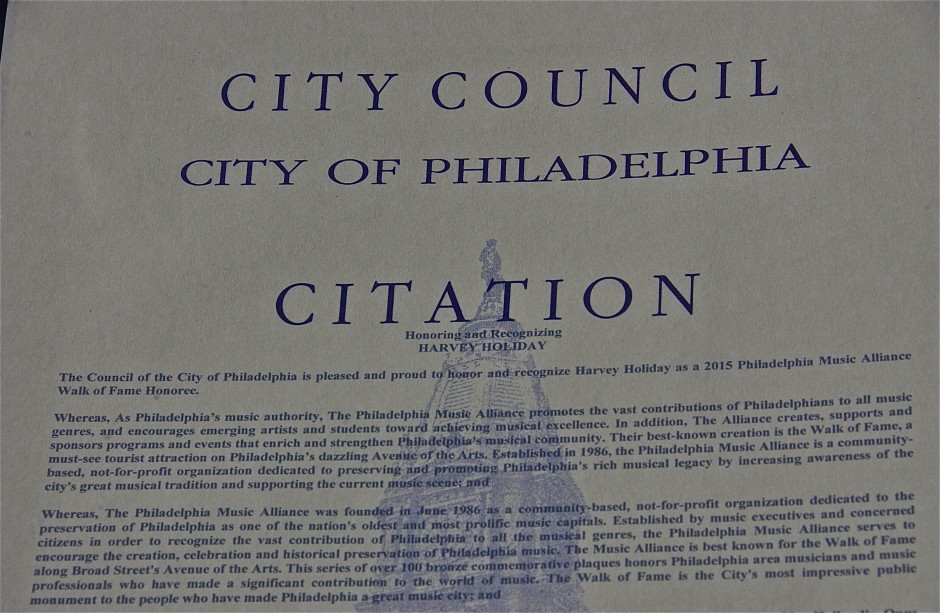 CITY COUNCIL
CITY OF PHILADELPHIA
CITATION
Honoring and Recognizing
HARVEY HOLIDAY
The Council of the City of Philadelphia is pleased and proud to honor and recognize Harvey Holiday as a 2015 Philadelphia Music Alliance
Walk of Fame Honoree.
Whereas, As Philadelphia's music authority, The Philadelphia Music Alliance promotes the vast contributions of Philadelphians to all music
genres, and encourages emerging artists and students toward achieving musical excellence. In addition, The Alliance creates, supports and
sponsors programs and events that enrich and strengthen Philadelphia's musical community. Their best-known creation is the Walk of Fame, a
must-see tourist attraction on Philadelphia's dazzling Avenue of the Arts. Established in 1986, the Philadelphia Music Alliance is a community-
based, not-for-profit organization dedicated to preserving and promoting Philadelphia's rich musical legacy by increasing awareness of the
city's great musical tradition and supporting the current music scene; and
Whereas, The Philadelphia Music Alliance was founded in June 1986 as a community-based, not-for-profit organization dedicated to the
preservation of Philadelphia as one of the nation's oldest and most prolific music capitals. Established by music executives and concerned
citizens in order to recognize the vast contribution of Philadelphia to all the musical genres, the Philadelphia Music Alliance serves to
encourage the creation, celebration and historical preservation of Philadelphia music. The Music Alliance is best known for the Walk of Fame
along Broad Street's Avenue of the Arts. This series of over 100 bronze commemorative plaques honors Philadelphia area musicians and music
professionals who have made a significant contribution to the world of music. The Walk of Fame is the City's most impressive public
monument to the people who have made Philadelphia a great music city; and